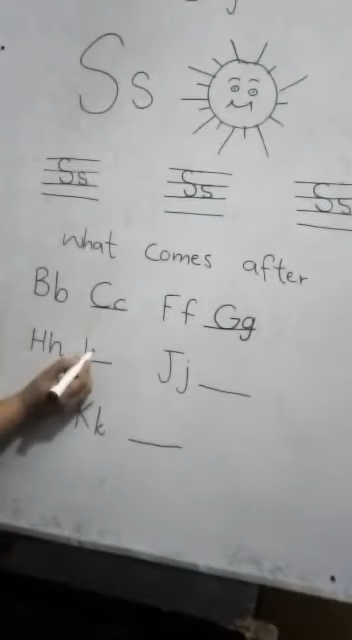 Ss
Ss Ss Ss
What comes after
Bb Cc Ff Gg
Hh Jj
Kk